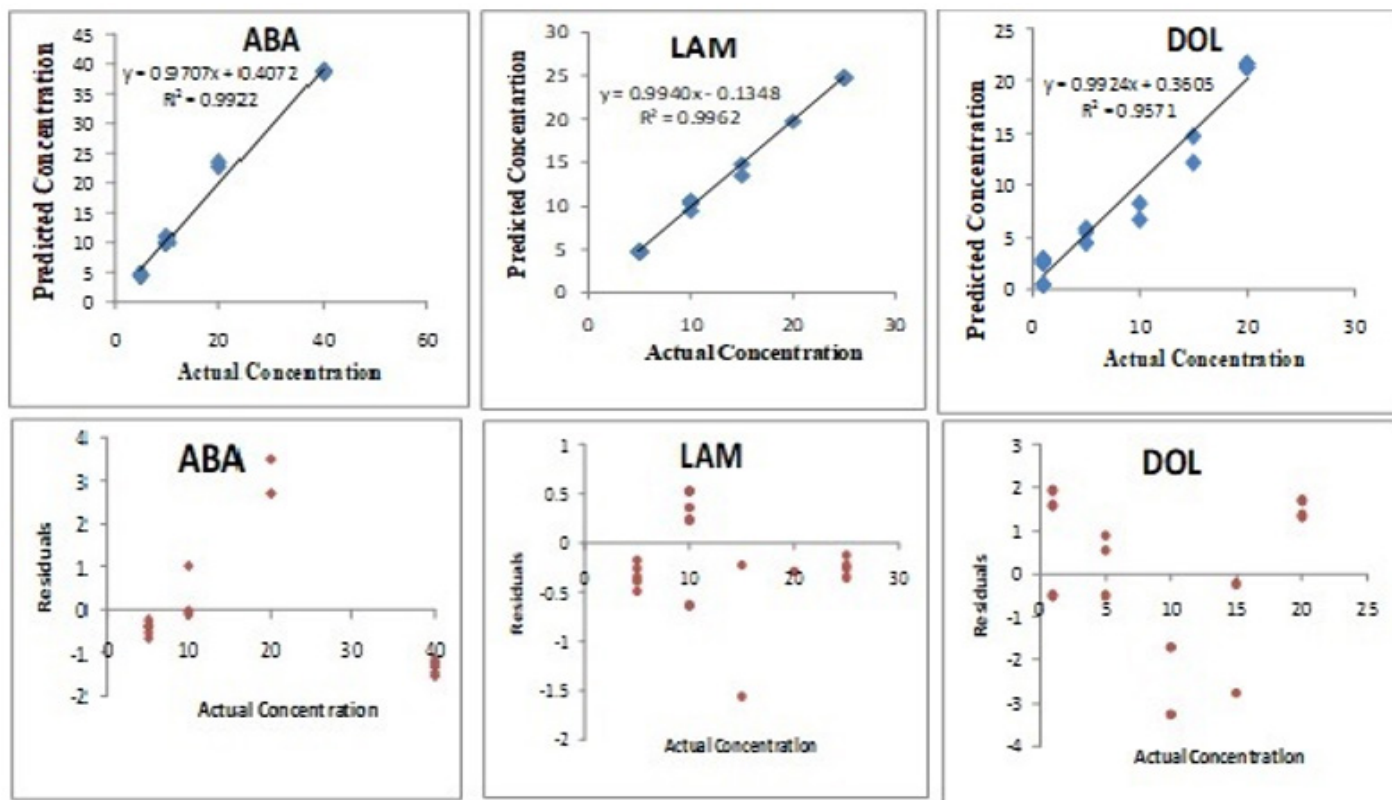 ABA
y = 0.9707x + 0.4072
R² = 0.9922
Predicted Concentration
45
40
35
30
25
20
15
10
5
0
0 20 40 60
Actual Concentration
LAM
y = 0.9940x - 0.1348
R² = 0.9962
Predicted Concentartion
30
25
20
15
10
5
0
0 10 20 30
Actual Concentration
DOL
y = 0.9924x + 0.3605
R² = 0.9571
Predicted Concentration
25
20
15
10
5
0
0 10 20 30
Actual Concentration
ABA
Residuals
4
3
2
1
0
-1
-2
0 10 20 30 40
Actual Concentration
LAM
Residuals
1
0.5
0
-0.5
-1
-1.5
-2
0 10 20 30
Actual Concentration
DOL
Residuals
3
2
1
0
-1
-2
-3
-4
0 5 10 15 20 25
Actual Concentration